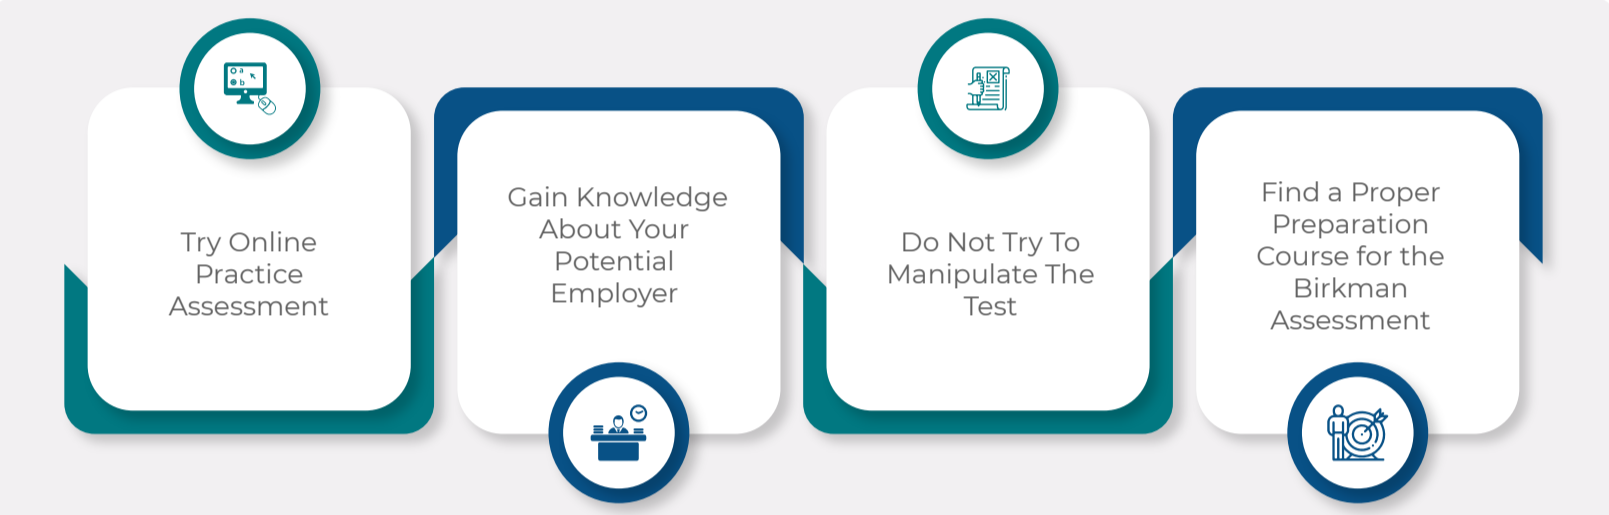 Try Online
Practice
Assessment
Gain Knowledge
About Your
Potential
Employer
Do Not Try To
Manipulate The
Test
Find a Proper
Preparation
Course for the
Birkman
Assessment
a
b